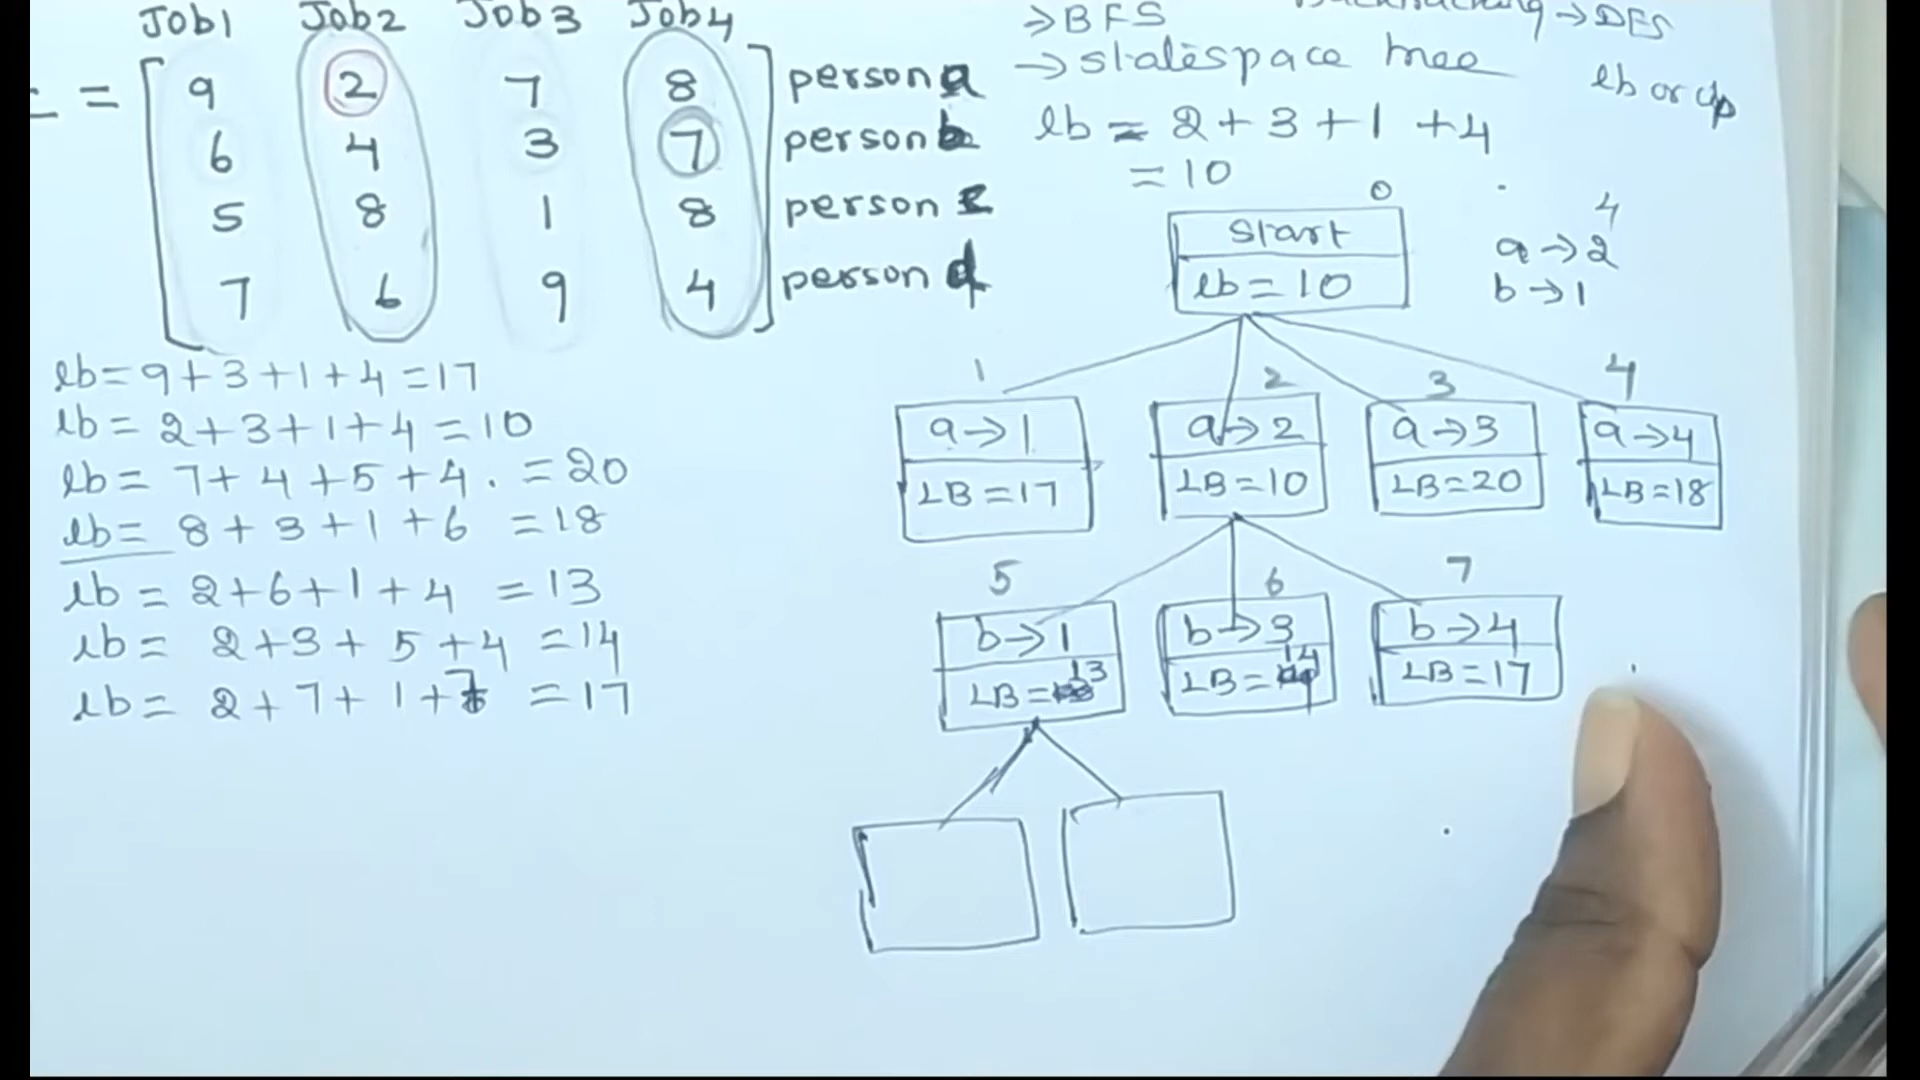 Job1 Job2 Job3 Job4
= 9 2 7 8 person a
6 4 3 7 person b
5 8 1 8 person c
7 6 9 4 person d
lb = 9 + 3 + 1 + 4 = 17
lb = 2 + 3 + 1 + 4 = 10
lb = 7 + 4 + 5 + 4 . = 20
lb = 8 + 3 + 1 + 6 = 18
lb = 2 + 6 + 1 + 4 = 13
lb = 2 + 3 + 5 + 4 = 14
lb = 2 + 7 + 1 + 7 = 17
→ BFS
→ DFS
→ statespace tree
lb or up
lb = 2 + 3 + 1 + 4
= 10
0
Start
lb = 10
4
a → 2
b → 1
1 2 3 4
a → 1 a → 2 a → 3 a → 4
LB = 17 LB = 10 LB = 20 LB = 18
5 6 7
b → 1 b → 3 b → 4
LB = 13 LB = 14 LB = 17